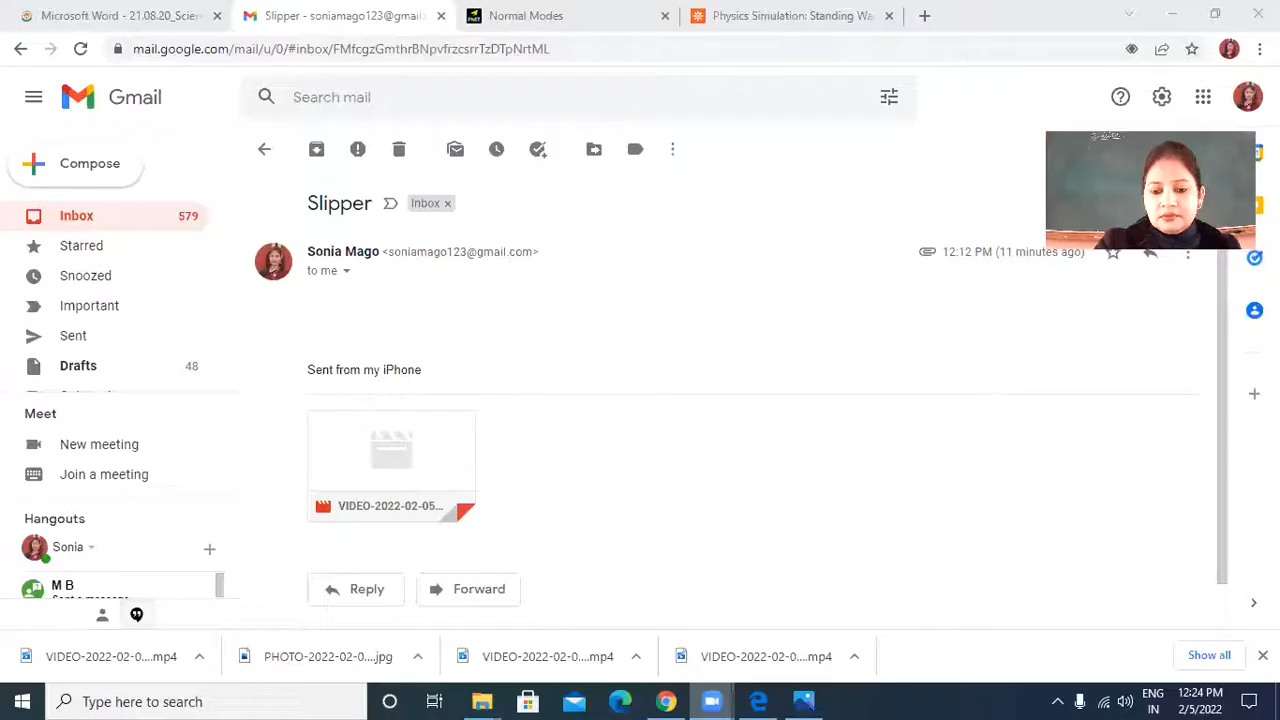 Microsoft Word - 21.08.20_Scien
Slipper - soniamago123@gmail.
Normal Modes
Physics Simulation: Standing Wa
mail.google.com/mail/u/0/#inbox/FMfcgzGmthrBNpvfrzcsrrTzDTpNrtML
Gmail
Search mail
Compose
Slipper
Inbox x
Inbox 579
Starred
Snoozed
Important
Sent
Drafts 48
Sonia Mago <soniamago123@gmail.com>
12:12 PM (11 minutes ago)
to me
Sent from my iPhone
VIDEO-2022-02-05...
Meet
New meeting
Join a meeting
Hangouts
Sonia
M B
Reply
Forward
VIDEO-2022-02-0....mp4
PHOTO-2022-02-0....jpg
VIDEO-2022-02-0....mp4
VIDEO-2022-02-0....mp4
Show all
Type here to search
ENG
IN
12:24 PM
2/5/2022